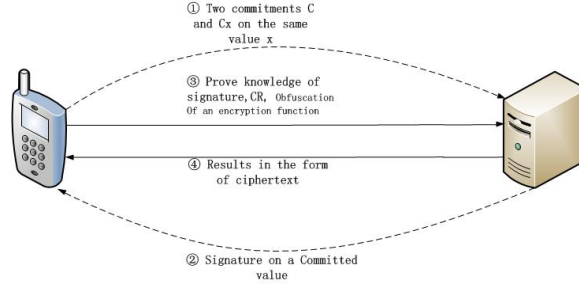 ① Two commitments C
and Cx on the same
value x
③ Prove knowledge of
signature,CR, Obfuscation
Of an encryption function
④ Results in the form
of ciphertext
② Signature on a Committed
value